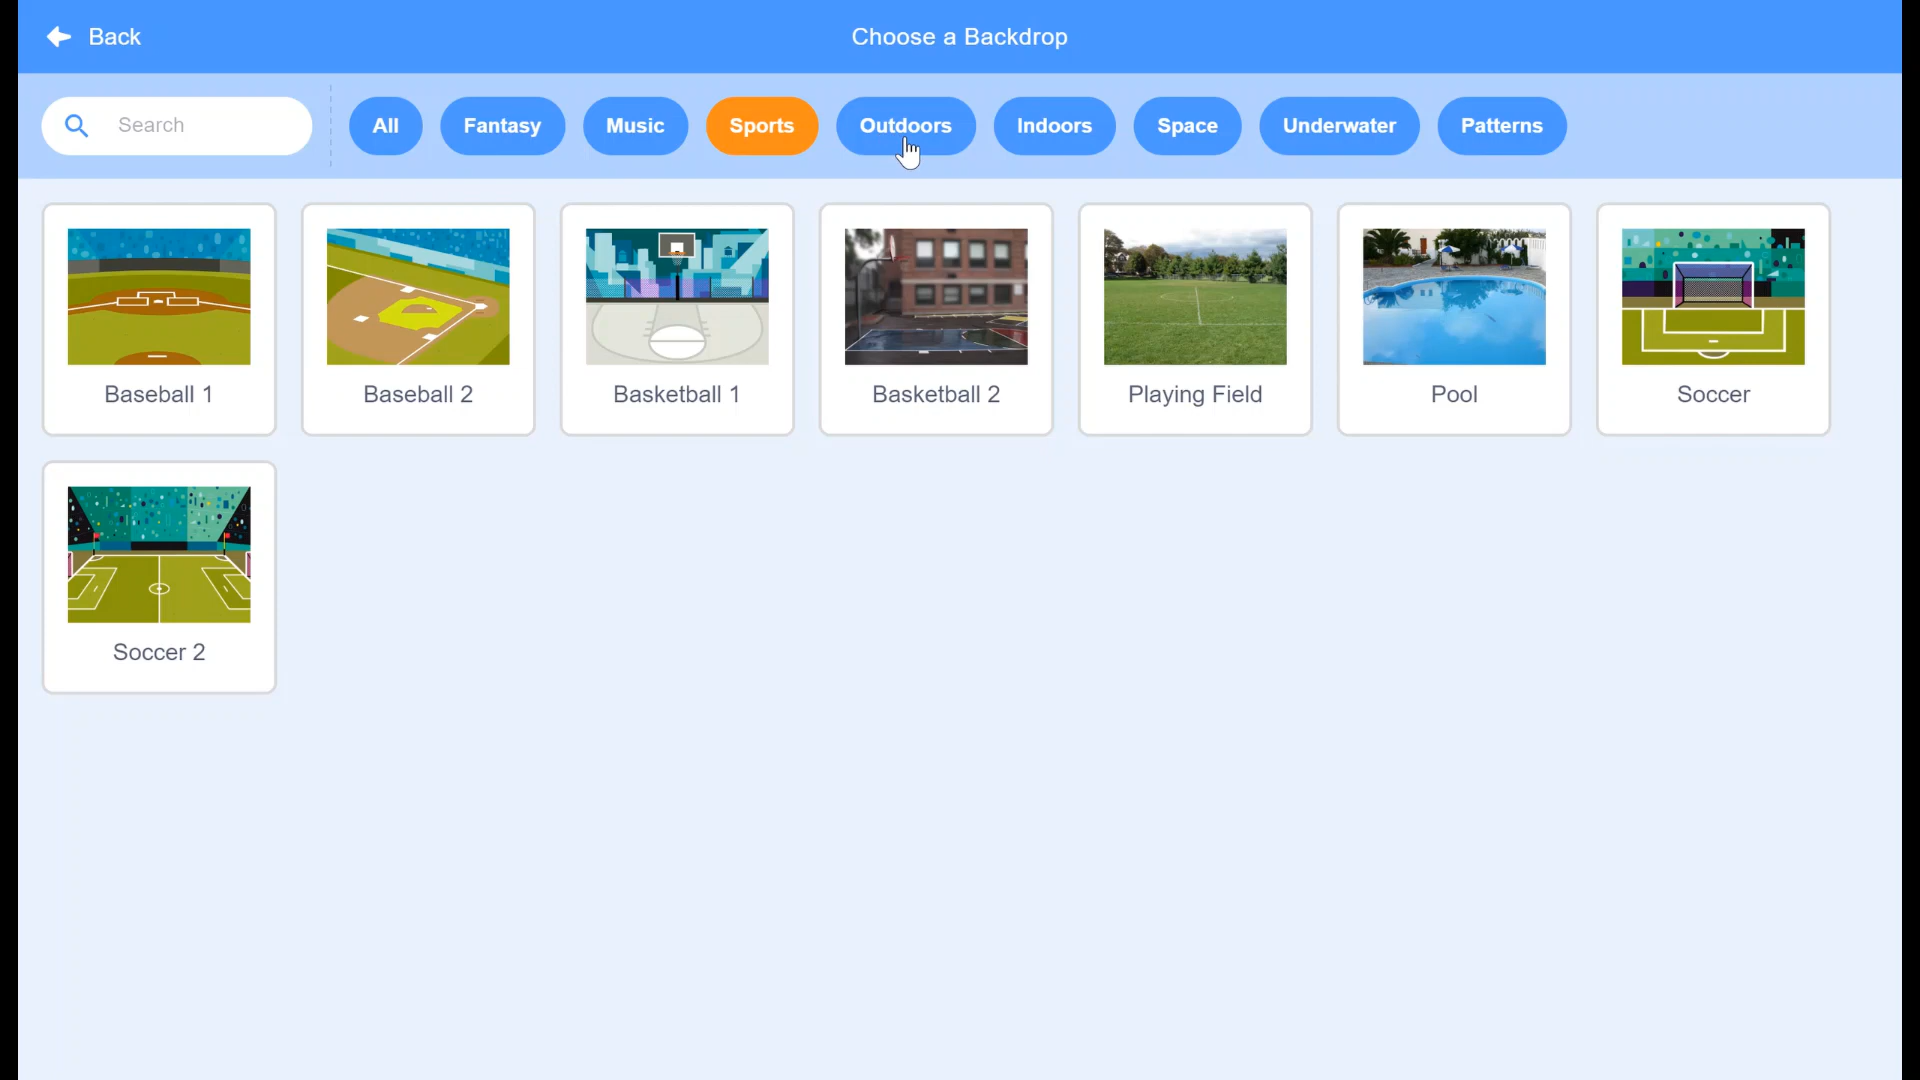 Back
Choose a Backdrop
Search
All
Fantasy
Music
Sports
Outdoors
Indoors
Space
Underwater
Patterns
Baseball 1
Baseball 2
Basketball 1
Basketball 2
Playing Field
Pool
Soccer
Soccer 2